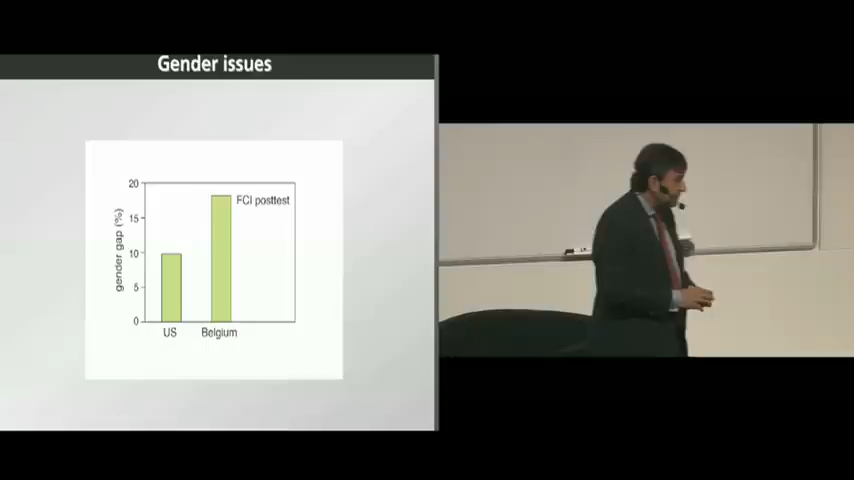 Gender issues
20
FCI posttest
15
gender gap (%)
10
5
0
US
Belgium